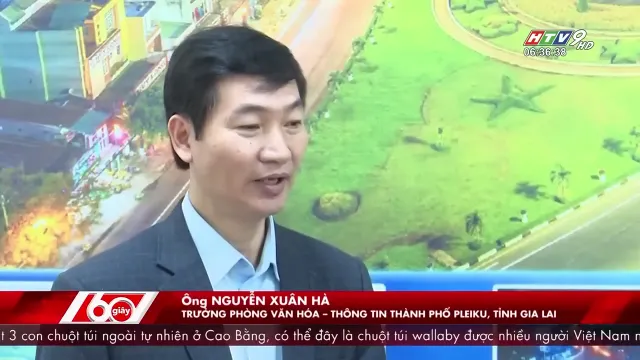 HTV9 HD
06:36:38
Ông NGUYỄN XUÂN HÀ
60 giây
TRƯỞNG PHÒNG VĂN HÓA – THÔNG TIN THÀNH PHỐ PLEIKU, TỈNH GIA LAI
t 3 con chuột túi ngoài tự nhiên ở Cao Bằng, có thể đây là chuột túi wallaby được nhiều người Việt Nam